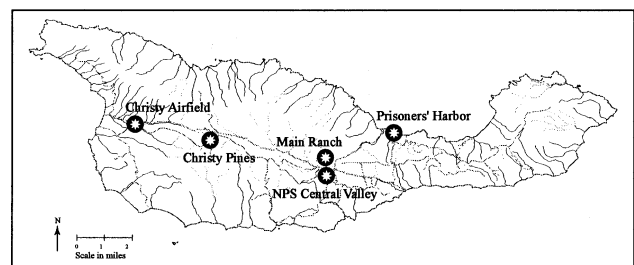 Christy Airfield
Prisoners' Harbor
Main Ranch
Christy Pines
NPS Central Valley
N
0 1 2
Scale in miles